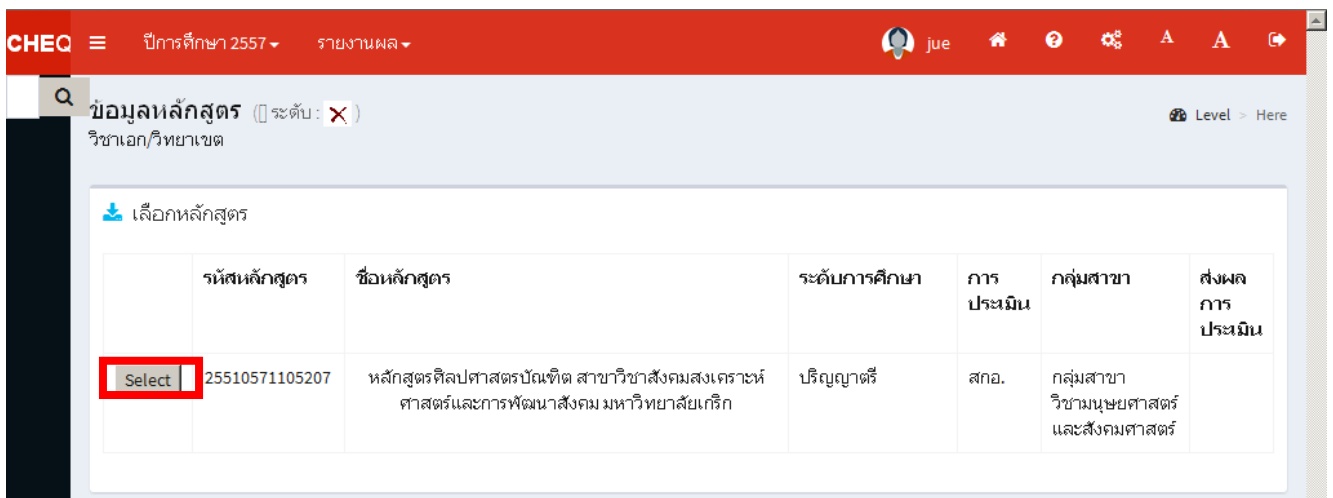 CHEQ ปีการศึกษา 2557 รายงานผล jue A A
ข้อมูลหลักสูตร ([] ระดับ : )
วิชาเอก/วิทยาเขต
Level > Here
เลือกหลักสูตร
รหัสหลักสูตร ชื่อหลักสูตร ระดับการศึกษา การ กลุ่มสาขา ส่งผล
ประเมิน การ
ประเมิน
Select 25510571105207 หลักสูตรศิลปศาสตรบัณฑิต สาขาวิชาสังคมสงเคราะห์ ปริญญาตรี สกอ. กลุ่มสาขา
ศาสตร์และการพัฒนาสังคม มหาวิทยาลัยเกริก วิชามนุษยศาสตร์
และสังคมศาสตร์